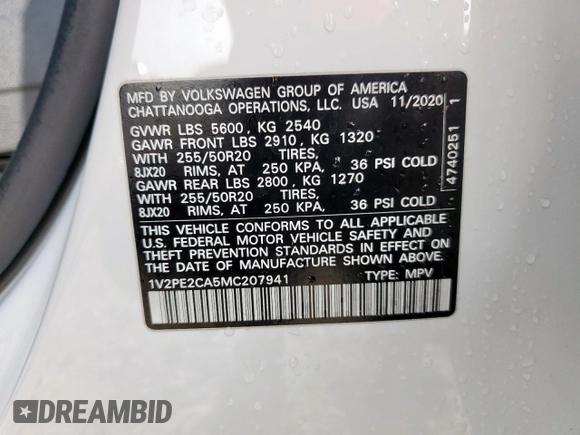 MFD BY VOLKSWAGEN GROUP OF AMERICA
CHATTANOOGA OPERATIONS, LLC. USA 11/2020
GVWR LBS 5600, KG 2540
GAWR FRONT LBS 2910, KG 1320
WITH 255/50R20 TIRES,
8JX20 RIMS, AT 250 KPA, 36 PSI COLD
GAWR REAR LBS 2800, KG 1270
WITH 255/50R20 TIRES,
8JX20 RIMS, AT 250 KPA, 36 PSI COLD
THIS VEHICLE CONFORMS TO ALL APPLICABLE
U.S. FEDERAL MOTOR VEHICLE SAFETY AND
THEFT PREVENTION STANDARDS IN EFFECT ON
THE DATE OF MANUFACTURE SHOWN ABOVE.
1V2PE2CA5MC207941 TYPE: MPV
4740251 1
DREAMBID